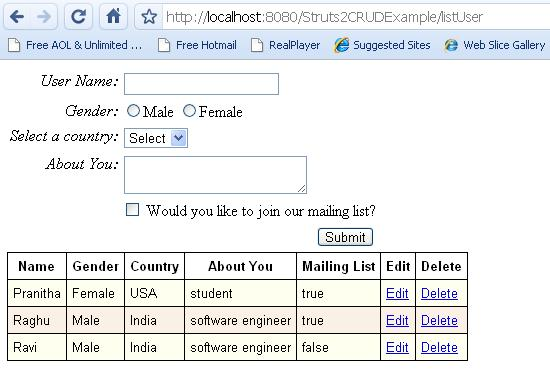 http://localhost:8080/Struts2CRUDExample/listUser
Free AOL & Unlimited ... Free Hotmail RealPlayer Suggested Sites Web Slice Gallery
User Name:
Gender: Male Female
Select a country: Select
About You:
Would you like to join our mailing list?
Submit
Name Gender Country About You Mailing List Edit Delete
Pranitha Female USA student true Edit Delete
Raghu Male India software engineer true Edit Delete
Ravi Male India software engineer false Edit Delete